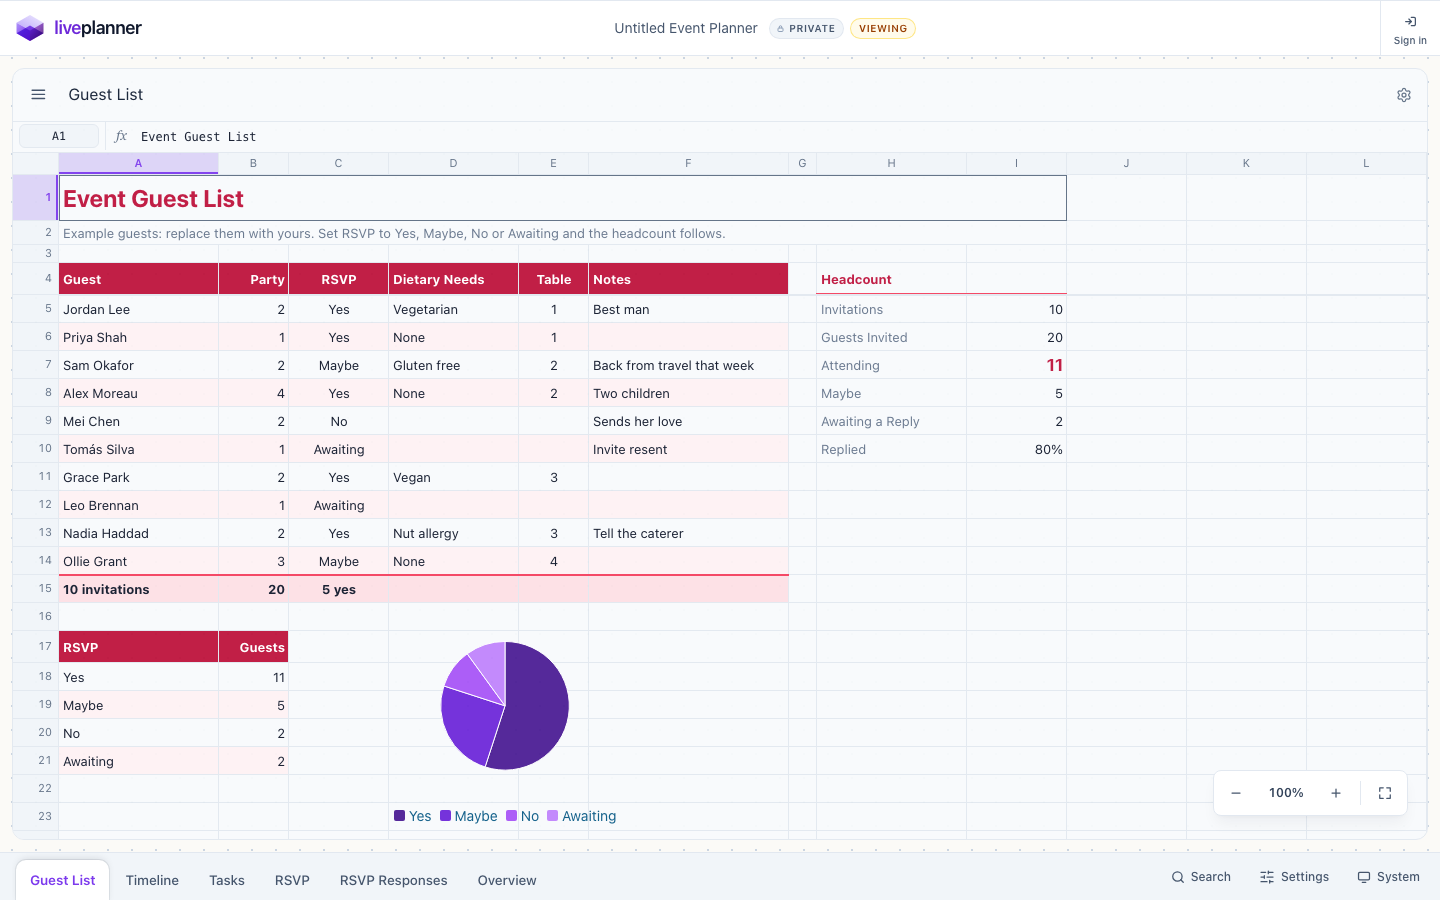 liveplanner
Untitled Event Planner PRIVATE VIEWING
Sign in
Guest List
A1 fx Event Guest List
A B C D E F G H I J K L
1 Event Guest List
2 Example guests: replace them with yours. Set RSVP to Yes, Maybe, No or Awaiting and the headcount follows.
3
4 Guest Party RSVP Dietary Needs Table Notes Headcount
5 Jordan Lee 2 Yes Vegetarian 1 Best man Invitations 10
6 Priya Shah 1 Yes None 1 Guests Invited 20
7 Sam Okafor 2 Maybe Gluten free 2 Back from travel that week Attending 11
8 Alex Moreau 4 Yes None 2 Two children Maybe 5
9 Mei Chen 2 No Sends her love Awaiting a Reply 2
10 Tomás Silva 1 Awaiting Invite resent Replied 80%
11 Grace Park 2 Yes Vegan 3
12 Leo Brennan 1 Awaiting
13 Nadia Haddad 2 Yes Nut allergy 3 Tell the caterer
14 Ollie Grant 3 Maybe None 4
15 10 invitations 20 5 yes
16
17 RSVP Guests
18 Yes 11
19 Maybe 5
20 No 2
21 Awaiting 2
22
23 Yes Maybe No Awaiting
100%
Guest List Timeline Tasks RSVP RSVP Responses Overview Search Settings System